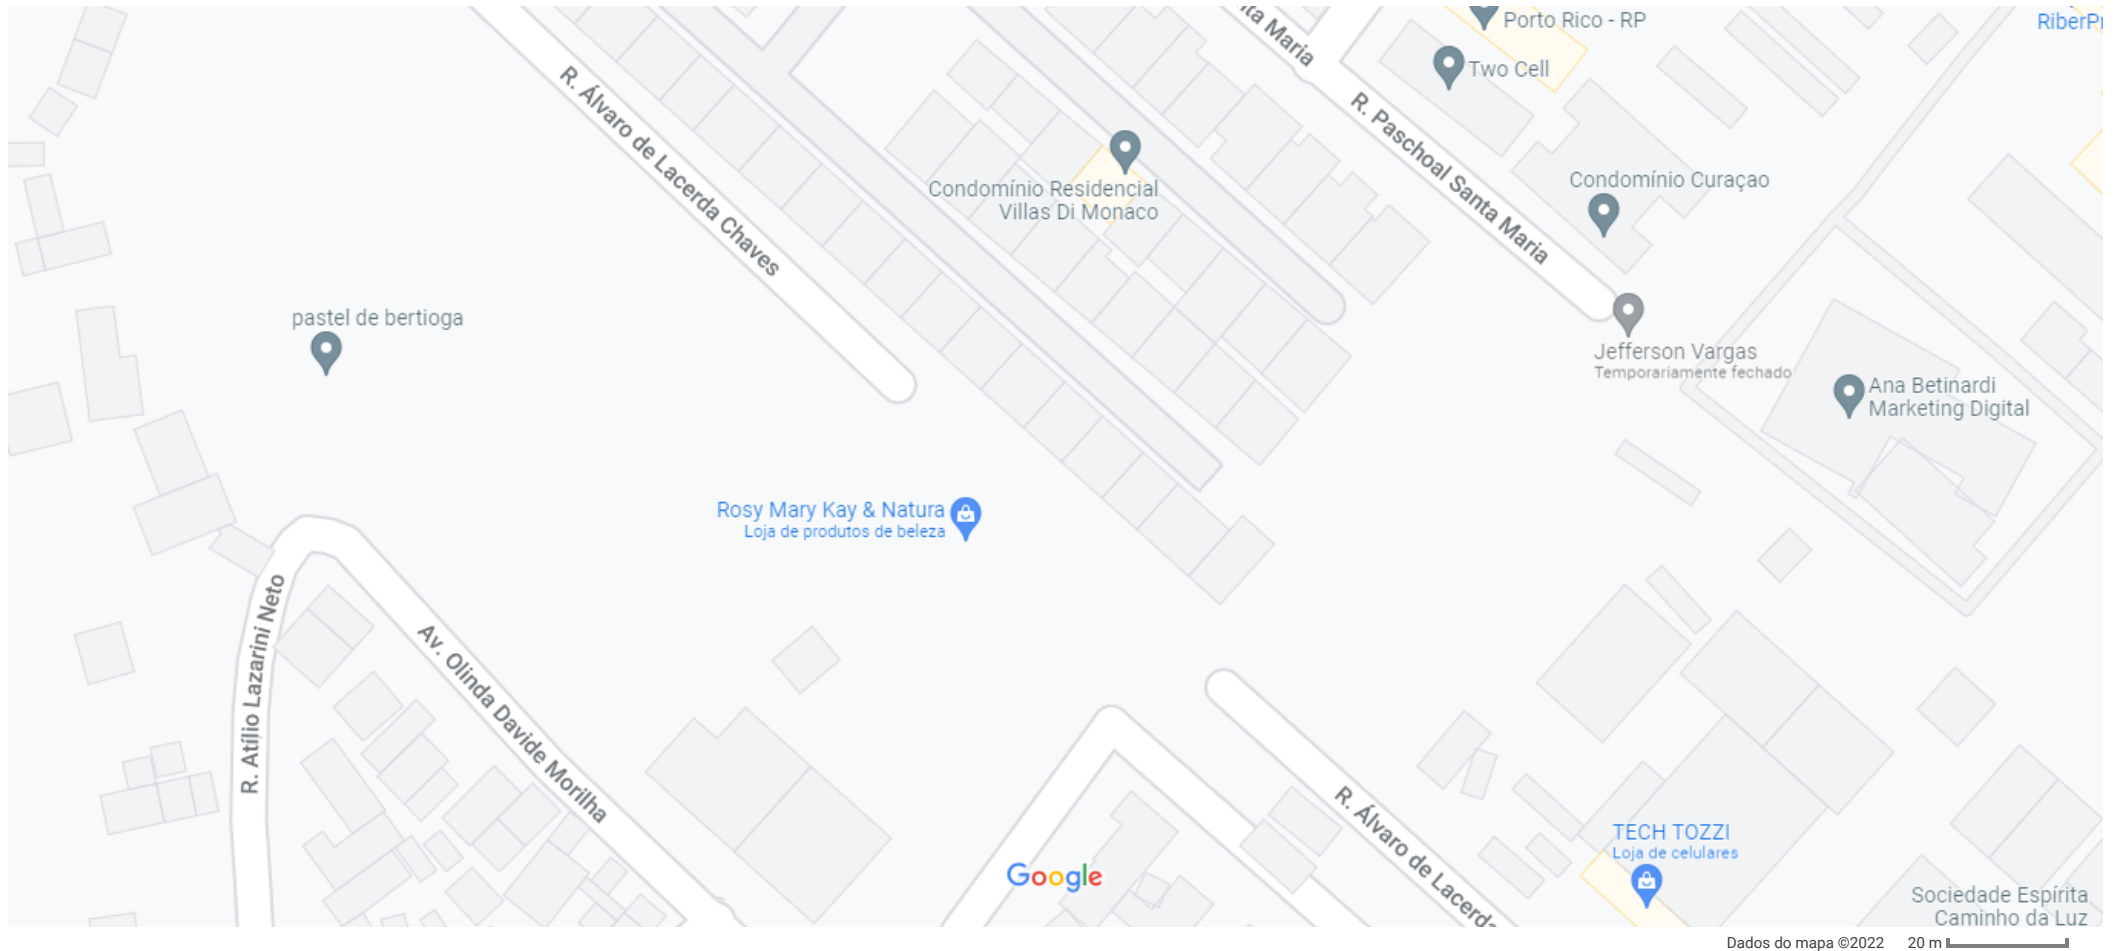 nta Maria
Porto Rico - RP
RiberPr
Two Cell
R. Álvaro de Lacerda Chaves
R. Paschoal Santa Maria
Condomínio Residencial
Villas Di Monaco
Condomínio Curaçao
pastel de bertioga
Jefferson Vargas
Temporariamente fechado
Ana Betinardi
Marketing Digital
Rosy Mary Kay & Natura
Loja de produtos de beleza
R. Atílio Lazarini Neto
Av. Olinda Davide Morilha
R. Álvaro de Lacerda
TECH TOZZI
Loja de celulares
Google
Sociedade Espírita
Caminho da Luz
Dados do mapa ©2022
20 m